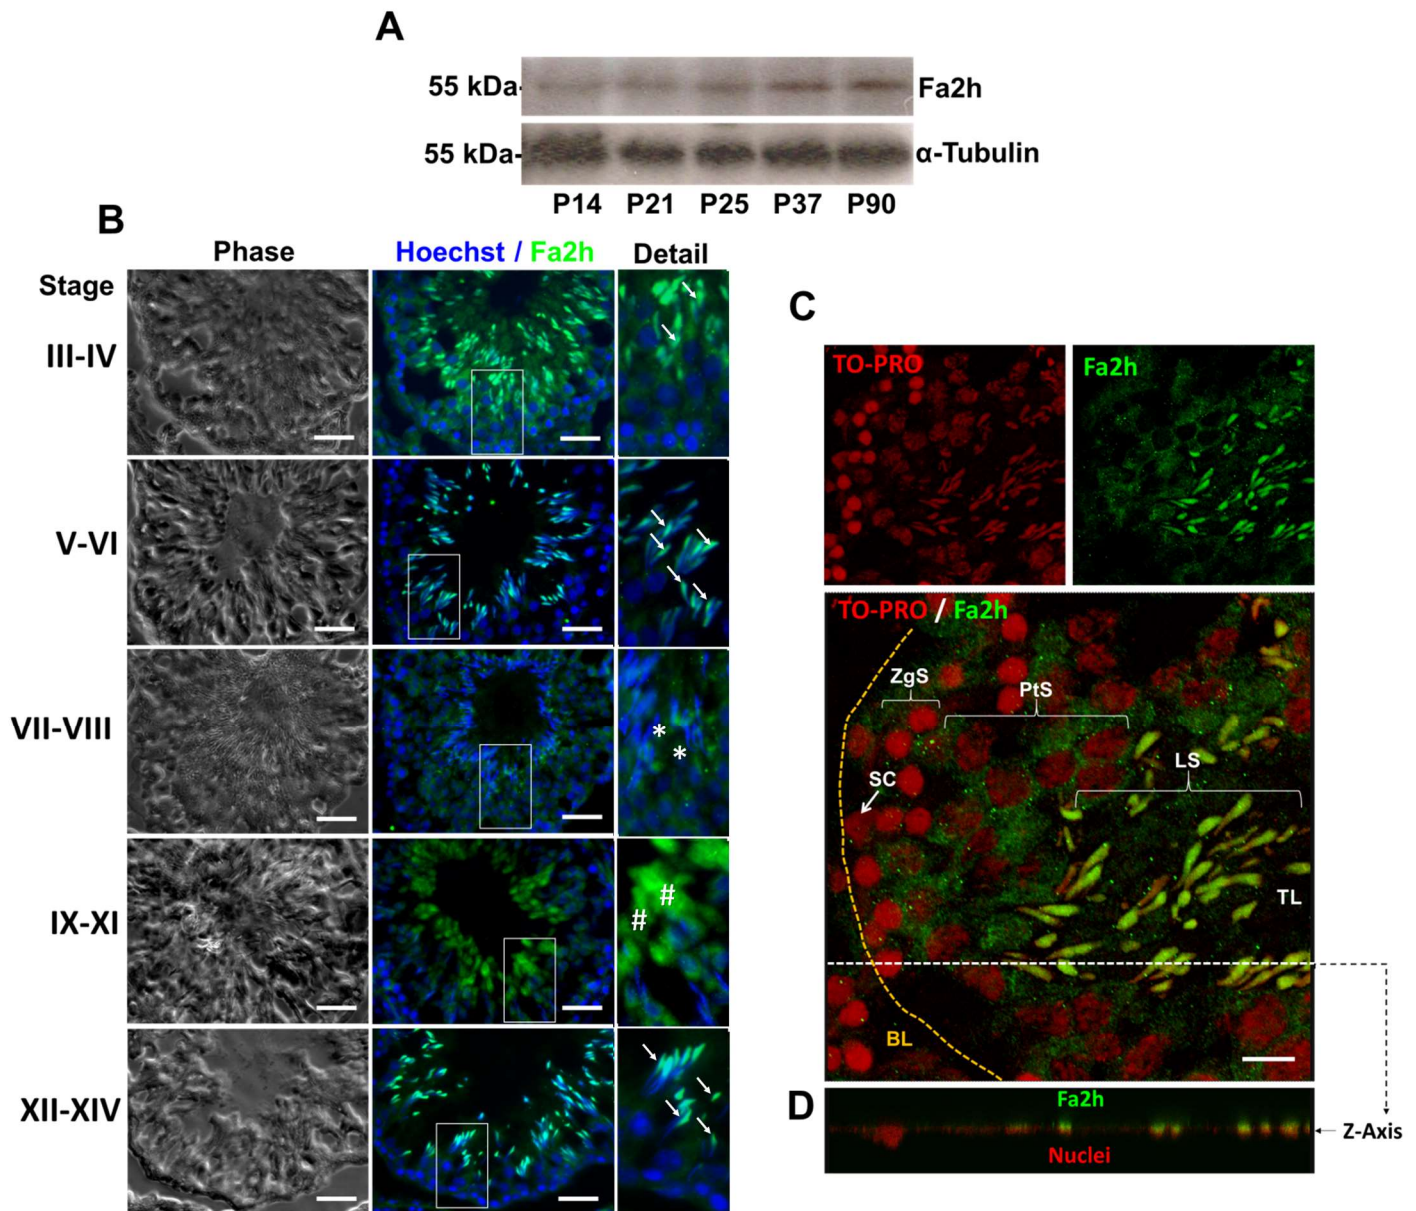 A
55 kDa-
Fa2h
55 kDa-
α-Tubulin
P14 P21 P25 P37 P90
B
Phase Hoechst / Fa2h Detail
Stage
III-IV
V-VI
VII-VIII
*
*
IX-XI
#
#
XII-XIV
C
TO-PRO
Fa2h
TO-PRO / Fa2h
ZgS
PtS
LS
SC
TL
BL
D
Fa2h
Z-Axis
Nuclei